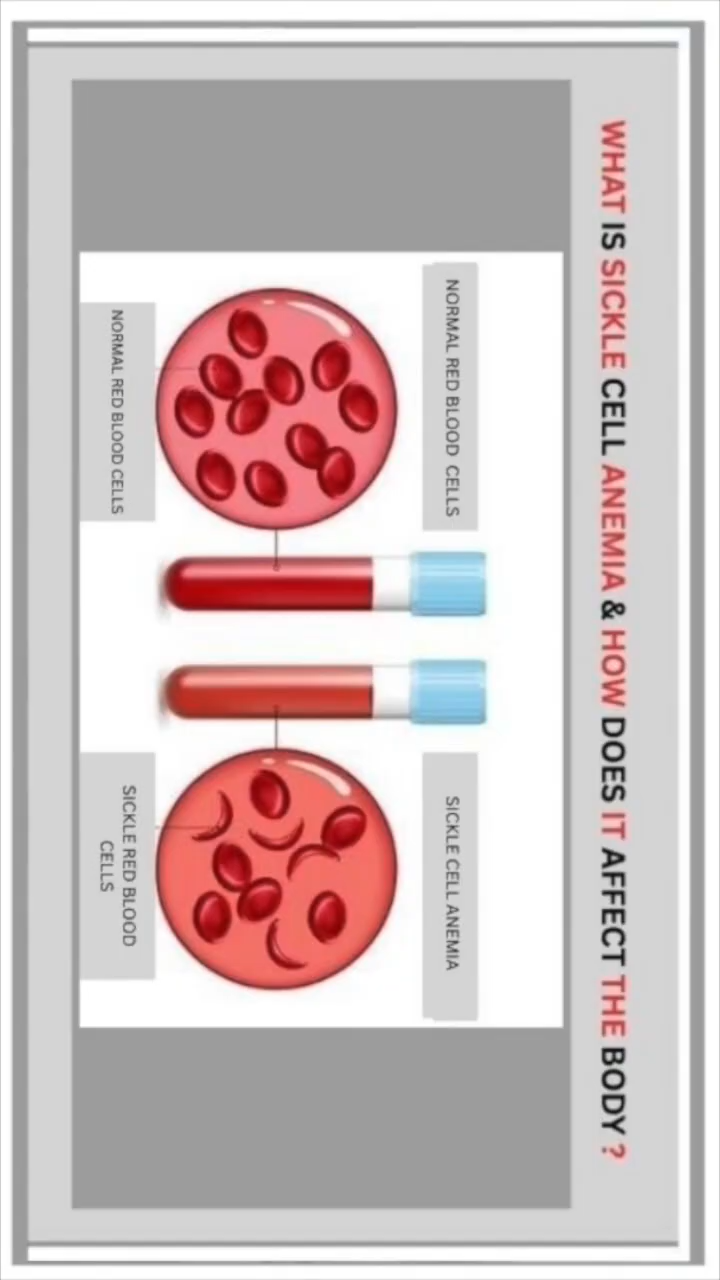 WHAT IS SICKLE CELL ANEMIA & HOW DOES IT AFFECT THE BODY ?
NORMAL RED BLOOD CELLS
SICKLE CELL ANEMIA
NORMAL RED BLOOD CELLS
SICKLE RED BLOOD
CELLS